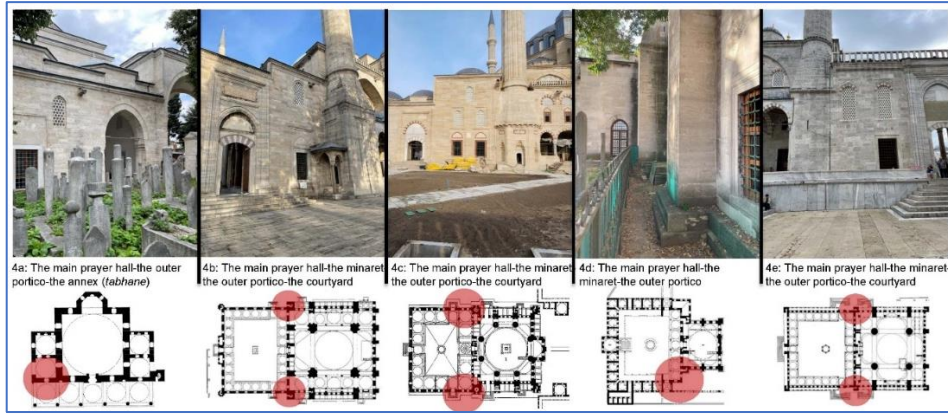 4a: The main prayer hall-the outer
portico-the annex (tabhane)
4b: The main prayer hall-the minaret-
the outer portico-the courtyard
4c: The main prayer hall-the minaret-
the outer portico-the courtyard
4d: The main prayer hall-the
minaret-the outer portico
4e: The main prayer hall-the minaret-
the outer portico-the courtyard